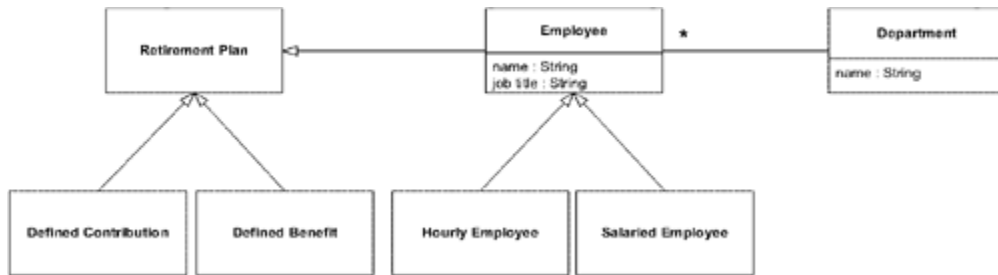 Retirement Plan
Employee
name : String
job title : String
*
Department
name : String
Defined Contribution
Defined Benefit
Hourly Employee
Salaried Employee